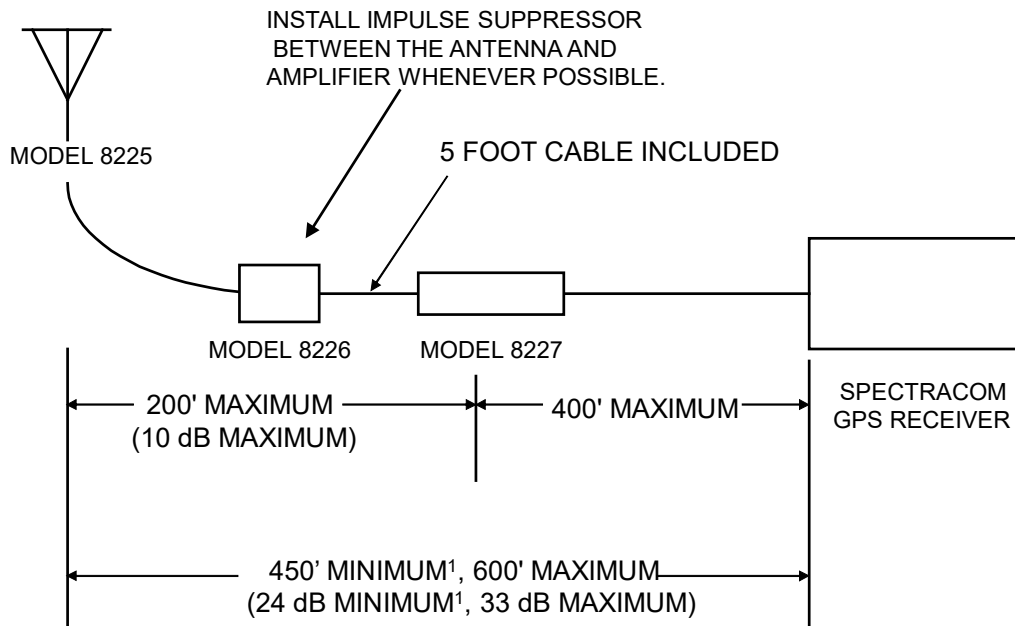 INSTALL IMPULSE SUPPRESSOR
BETWEEN THE ANTENNA AND
AMPLIFIER WHENEVER POSSIBLE.
MODEL 8225
5 FOOT CABLE INCLUDED
MODEL 8226
MODEL 8227
200' MAXIMUM
(10 dB MAXIMUM)
400' MAXIMUM
SPECTRACOM
GPS RECEIVER
450’ MINIMUM¹, 600' MAXIMUM
(24 dB MINIMUM¹, 33 dB MAXIMUM)